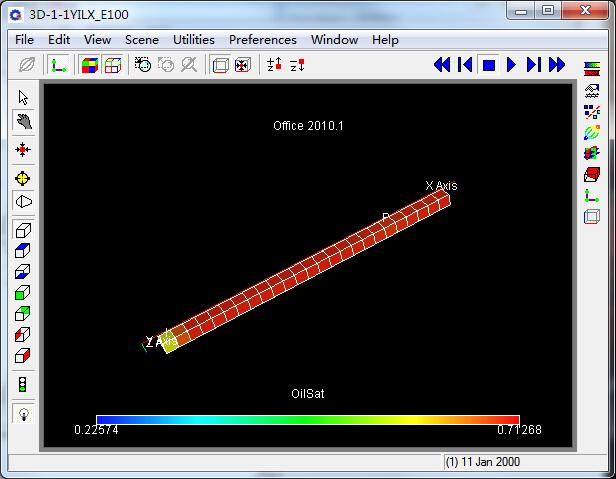 3D-1-1YILX_E100
File Edit View Scene Utilities Preferences Window Help
Office 2010.1
X Axis
P
Y Axis
Z Axis
OilSat
0.22574 0.71268
(1) 11 Jan 2000